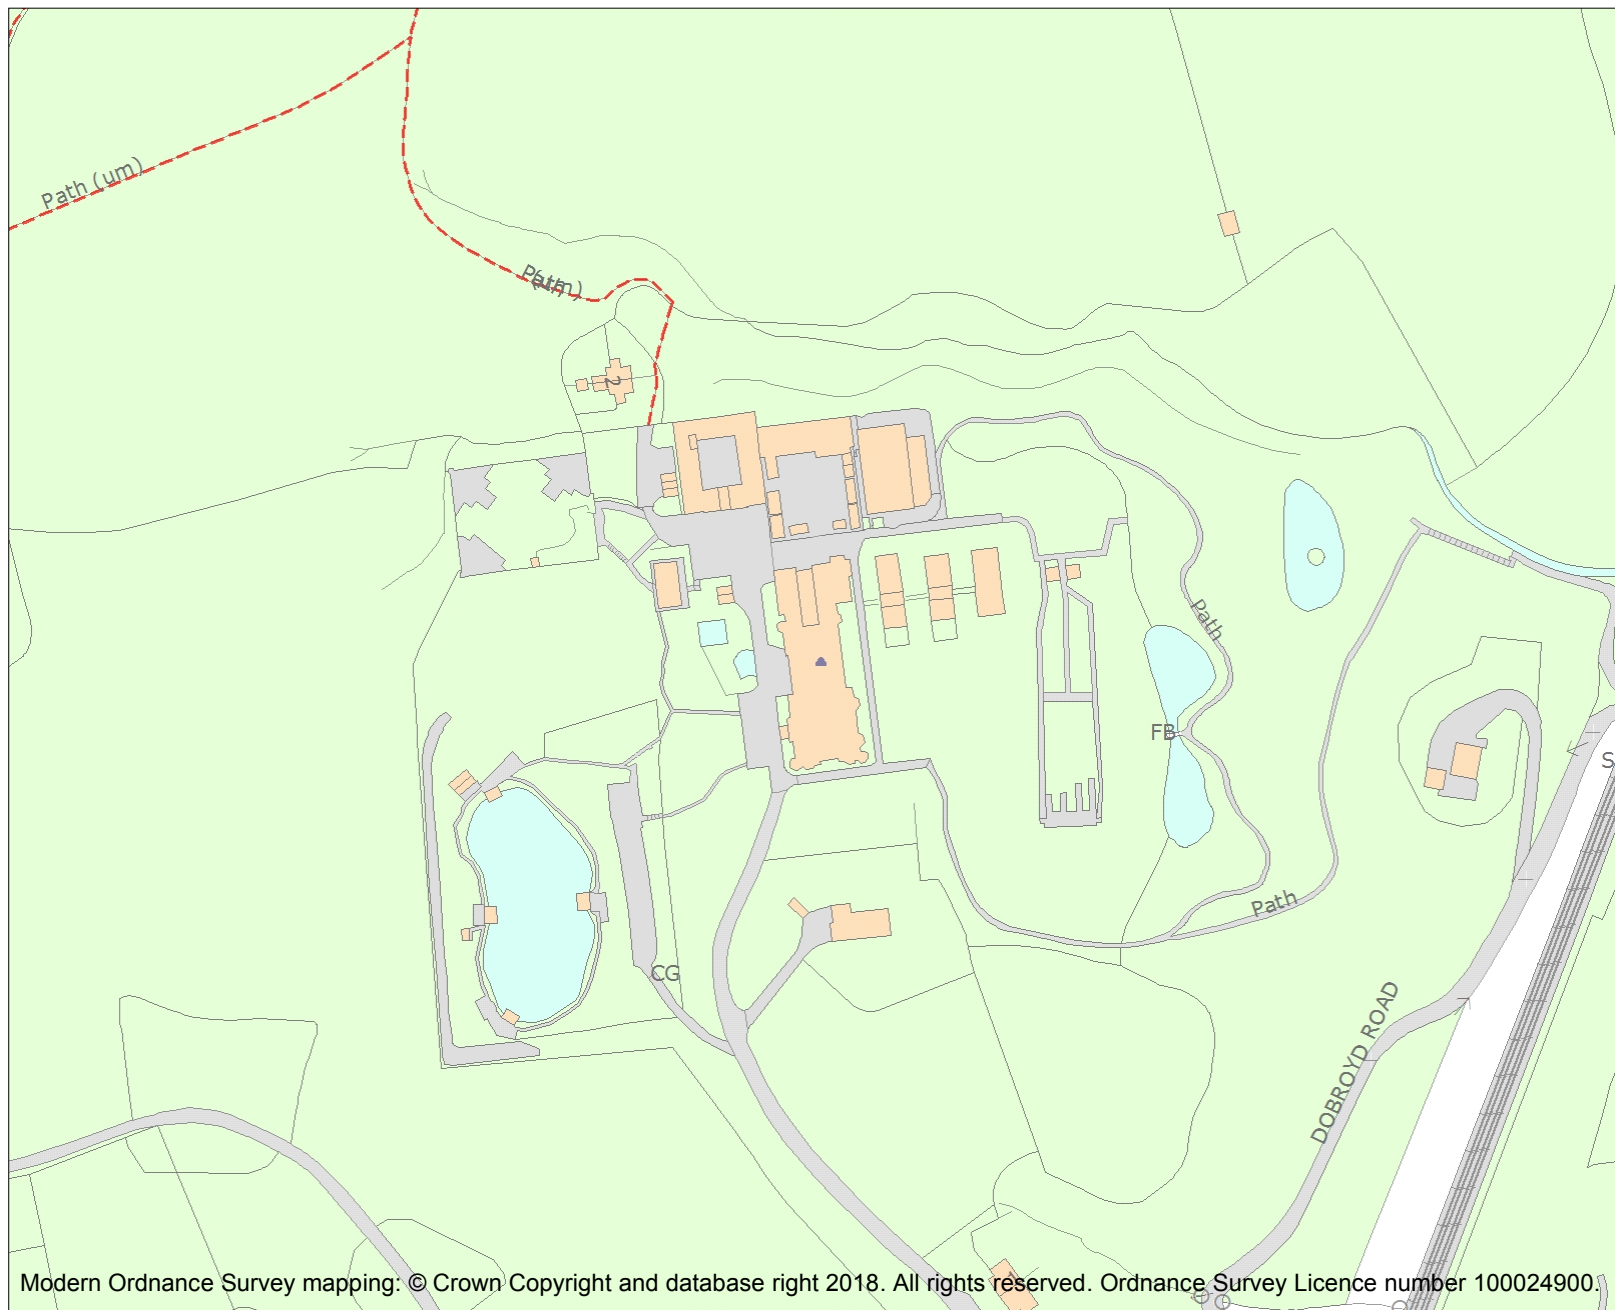 Path (um)
Path (um)
2
Path
FB
S
Path
CG
DOBROYD ROAD
Modern Ordnance Survey mapping: © Crown Copyright and database right 2018. All rights reserved. Ordnance Survey Licence number 100024900.